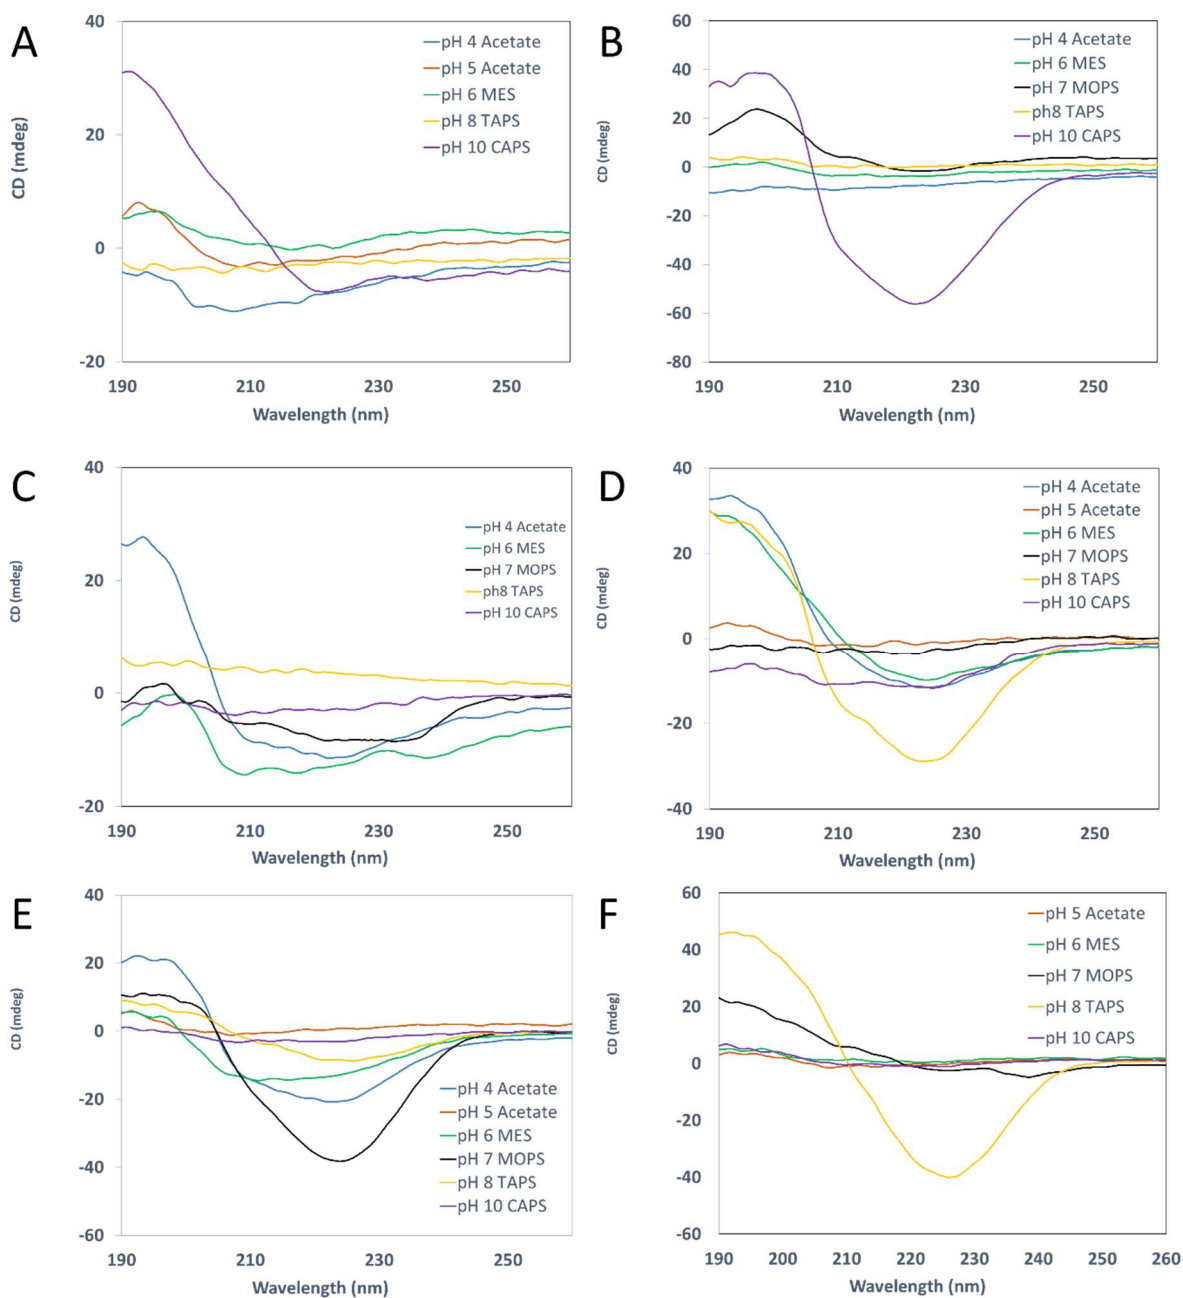 A
40
20
0
-20
CD (mdeg)
pH 4 Acetate
pH 5 Acetate
pH 6 MES
pH 8 TAPS
pH 10 CAPS
190 210 230 250
Wavelength (nm)
B
60
40
20
0
-20
-40
-60
-80
CD (mdeg)
pH 4 Acetate
pH 6 MES
pH 7 MOPS
ph8 TAPS
pH 10 CAPS
190 210 230 250
Wavelength (nm)
C
40
20
0
-20
CD (mdeg)
pH 4 Acetate
pH 6 MES
pH 7 MOPS
ph8 TAPS
pH 10 CAPS
190 210 230 250
Wavelength (nm)
D
40
20
0
-20
-40
CD (mdeg)
pH 4 Acetate
pH 5 Acetate
pH 6 MES
pH 7 MOPS
pH 8 TAPS
pH 10 CAPS
190 210 230 250
Wavelength (nm)
E
40
20
0
-20
-40
-60
CD (mdeg)
pH 4 Acetate
pH 5 Acetate
pH 6 MES
pH 7 MOPS
pH 8 TAPS
pH 10 CAPS
190 210 230 250
Wavelength (nm)
F
60
40
20
0
-20
-40
-60
CD (mdeg)
pH 5 Acetate
pH 6 MES
pH 7 MOPS
pH 8 TAPS
pH 10 CAPS
190 200 210 220 230 240 250 260
Wavelength (nm)